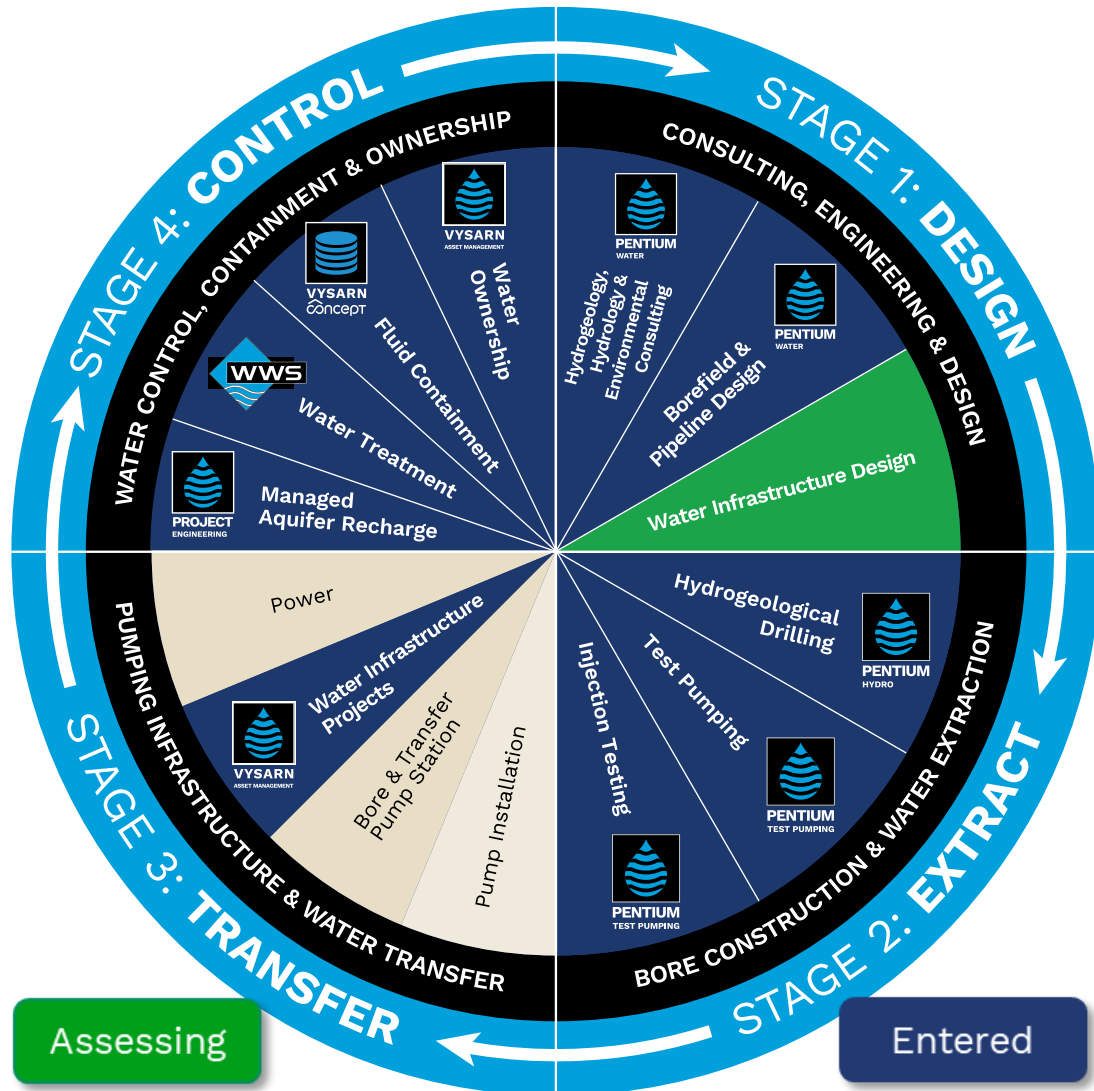 STAGE 1: DESIGN
CONSULTING, ENGINEERING & DESIGN
PENTIUM
WATER
Hydrogeology,
Hydrology &
Environmental
Consulting
PENTIUM
WATER
Borefield &
Pipeline Design
Water Infrastructure Design
STAGE 2: EXTRACT
BORE CONSTRUCTION & WATER EXTRACTION
Hydrogeological
Drilling
PENTIUM
HYDRO
Test Pumping
PENTIUM
TEST PUMPING
Injection Testing
PENTIUM
TEST PUMPING
STAGE 3: TRANSFER
PUMPING INFRASTRUCTURE & WATER TRANSFER
Pump Installation
Bore & Transfer
Pump Station
Water Infrastructure
Projects
VYSARN
ASSET MANAGEMENT
Power
STAGE 4: CONTROL
WATER CONTROL, CONTAINMENT & OWNERSHIP
PROJECT
ENGINEERING
Managed
Aquifer Recharge
WWS
Water Treatment
VYSARN
CONCEPT
Fluid Containment
VYSARN
ASSET MANAGEMENT
Water
Ownership
Assessing
Entered